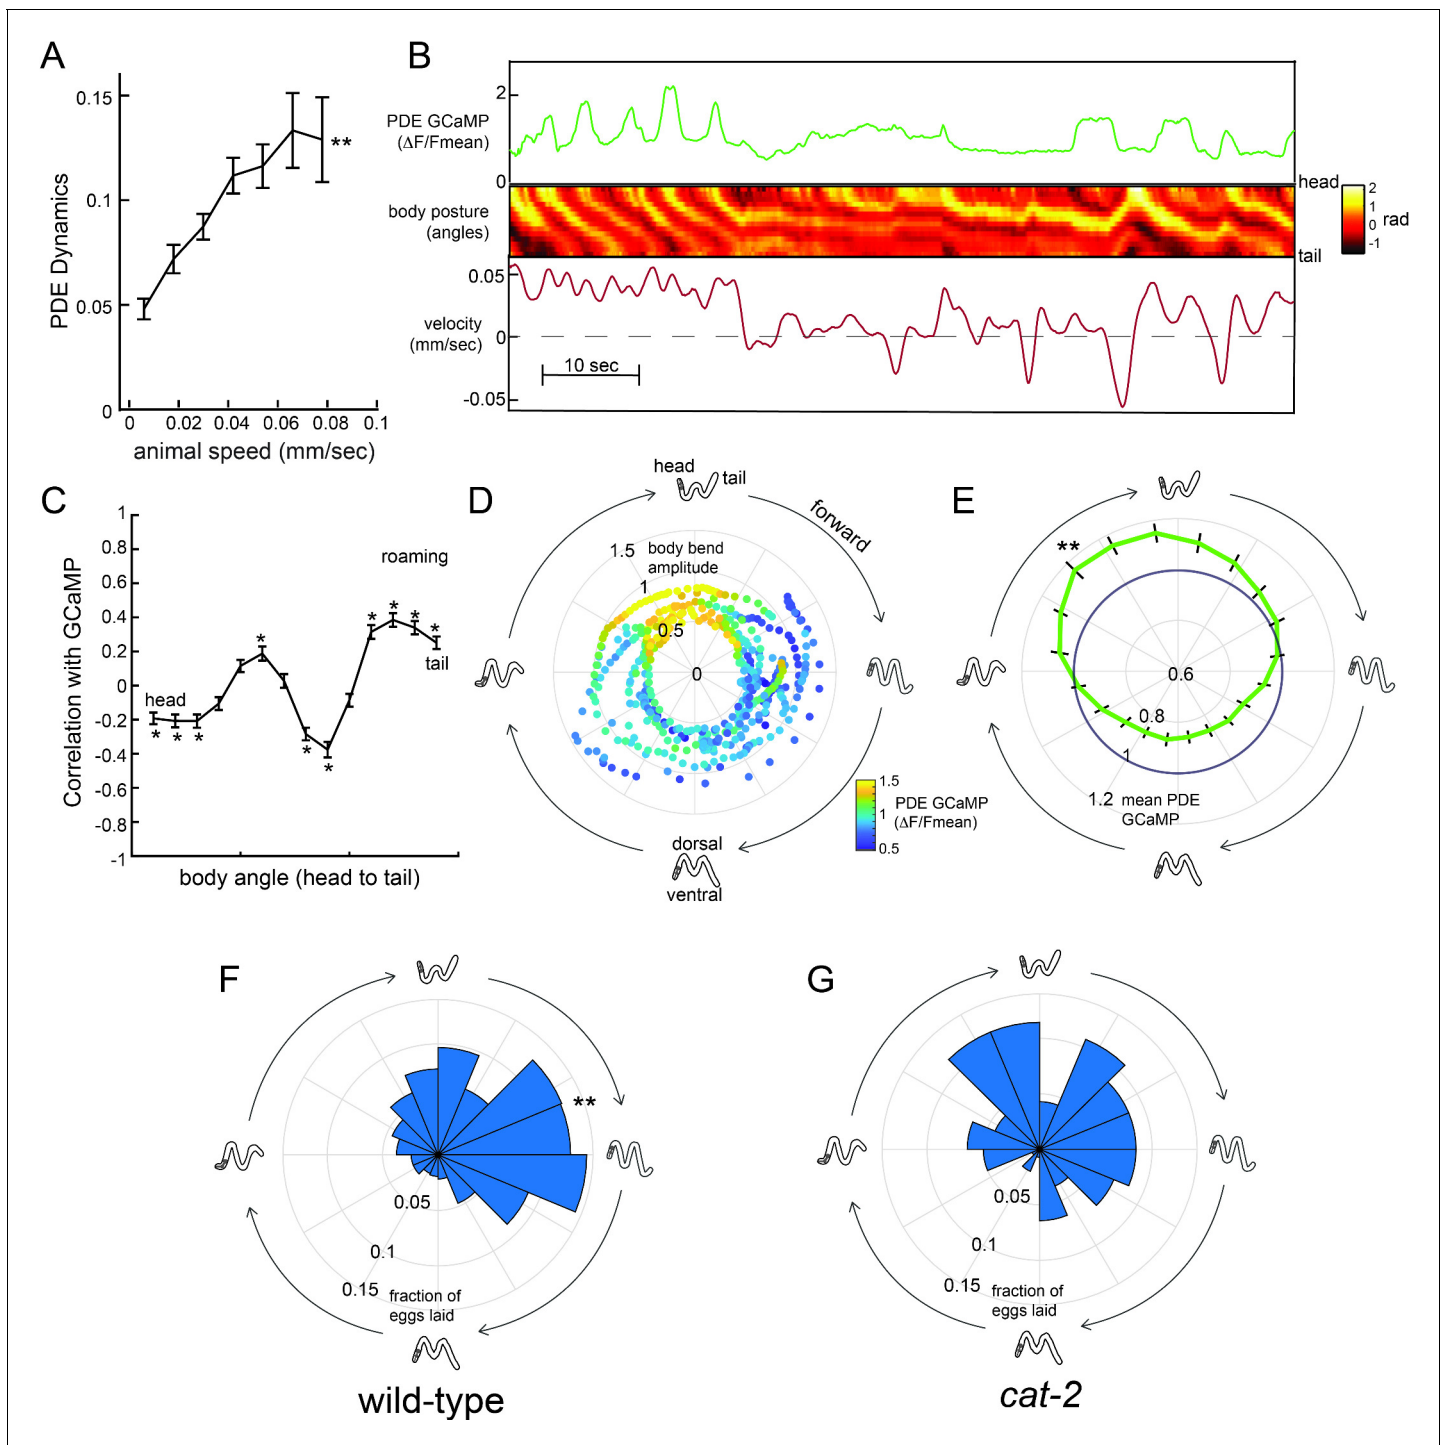 A
0.15
0.1
0.05
0
PDE Dynamics
**
0
0.02
0.04
0.06
0.08
0.1
animal speed (mm/sec)
B
PDE GCaMP
(ΔF/Fmean)
2
1
0
body posture
(angles)
head
tail
2
1
0
-1
rad
velocity
(mm/sec)
0.05
0
-0.05
10 sec
C
Correlation with GCaMP
1
0.8
0.6
0.4
0.2
0
-0.2
-0.4
-0.6
-0.8
-1
roaming
head
tail
*
*
*
*
*
*
*
*
*
*
body angle (head to tail)
D
head
tail
forward
1.5
body bend
amplitude
1
0.5
0
dorsal
ventral
1.5
1
0.5
PDE GCaMP
(ΔF/Fmean)
E
**
0.6
0.8
1
1.2
mean PDE
GCaMP
F
**
0.05
0.1
0.15
fraction of
eggs laid
wild-type
G
0.05
0.1
0.15
fraction of
eggs laid
cat-2